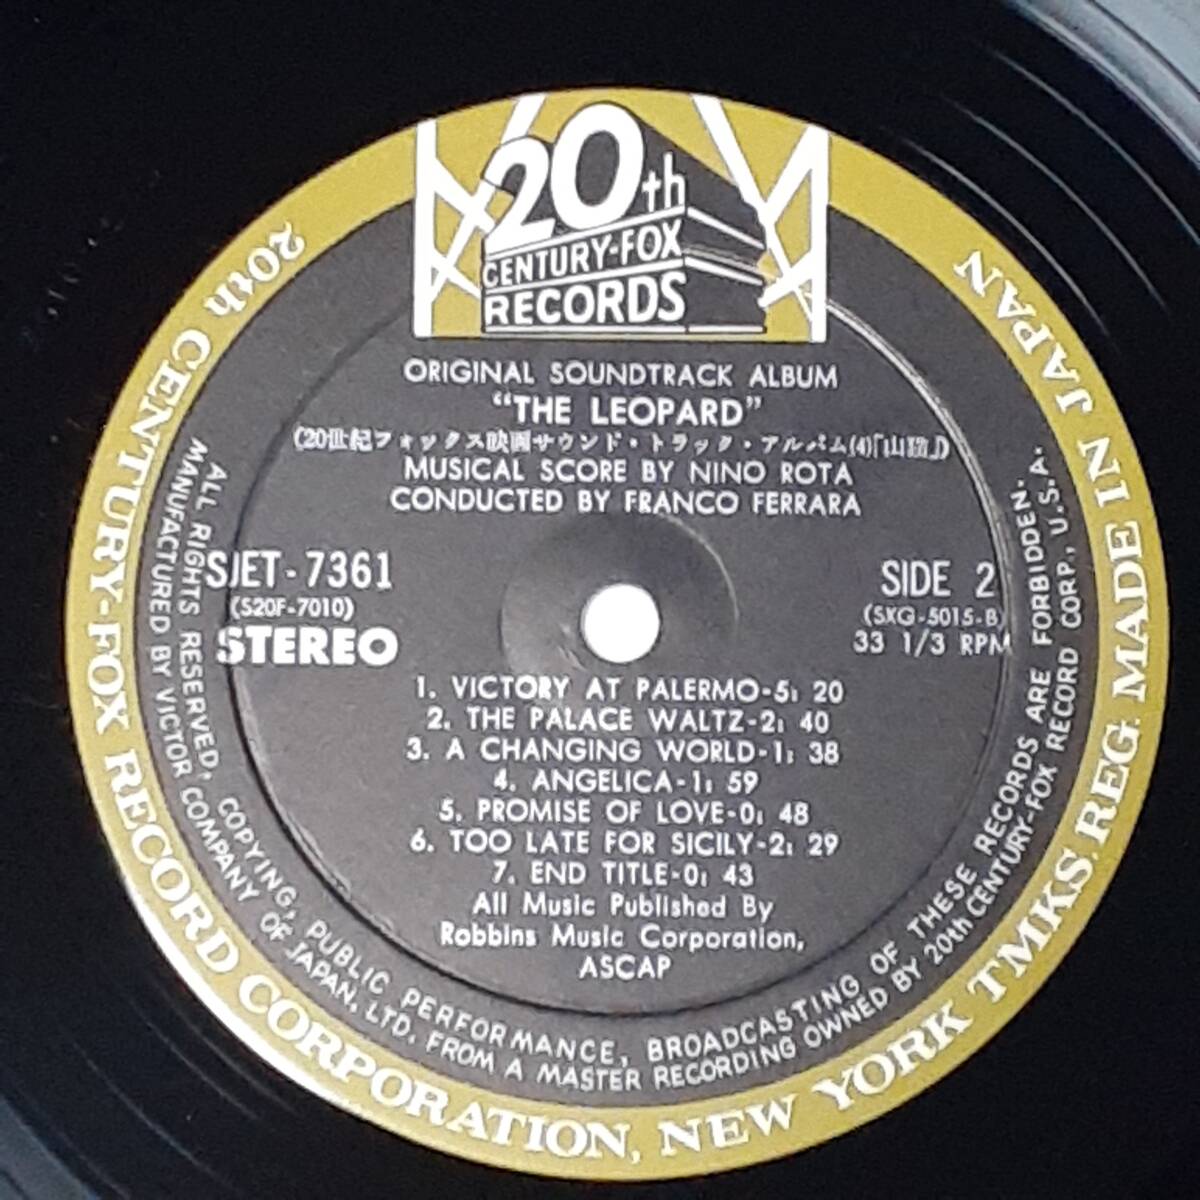 20th
CENTURY-FOX
RECORDS
ORIGINAL SOUNDTRACK ALBUM
"THE LEOPARD"
(20世紀フォックス映画サウンド・トラック・アルバム(4)「山猫」)
MUSICAL SCORE BY NINO ROTA
CONDUCTED BY FRANCO FERRARA
SJET-7361
(S20F-7010)
STEREO
SIDE 2
(SXG-5015-B)
33 1/3 RPM
1. VICTORY AT PALERMO-5: 20
2. THE PALACE WALTZ-2: 40
3. A CHANGING WORLD-1: 38
4. ANGELICA-1: 59
5. PROMISE OF LOVE-0: 48
6. TOO LATE FOR SICILY-2: 29
7. END TITLE-0: 43
All Music Published By
Robbins Music Corporation,
ASCAP
ALL RIGHTS RESERVED, COPYING, PUBLIC PERFORMANCE, BROADCASTING OF THESE RECORDS ARE FORBIDDEN.
MANUFACTURED BY VICTOR COMPANY OF JAPAN, LTD. FROM A MASTER RECORDING OWNED BY 20th CENTURY-FOX RECORD CORP., U.S.A.
20th CENTURY-FOX RECORD CORPORATION, NEW YORK TMKS. REG. MADE IN JAPAN